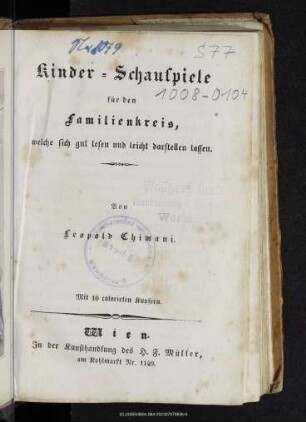 S77
Kinder-Schauspiele
1008-0104
für den
Familienkreis,
welche sich gut lesen und leicht darstellen lassen.
Von
Leopold Chimani.
Mit 16 colorirten Kupfern.
Wien.
In der Kunsthandlung des H. F. Müller,
am Kohlmarkt Nr. 1149.